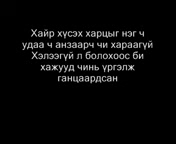 Хайр хүсэх харцыг нэг ч
удаа ч анзаарч чи хараагүй
Хэлээгүй л болохоос би
хажууд чинь үргэлж
ганцаардсан